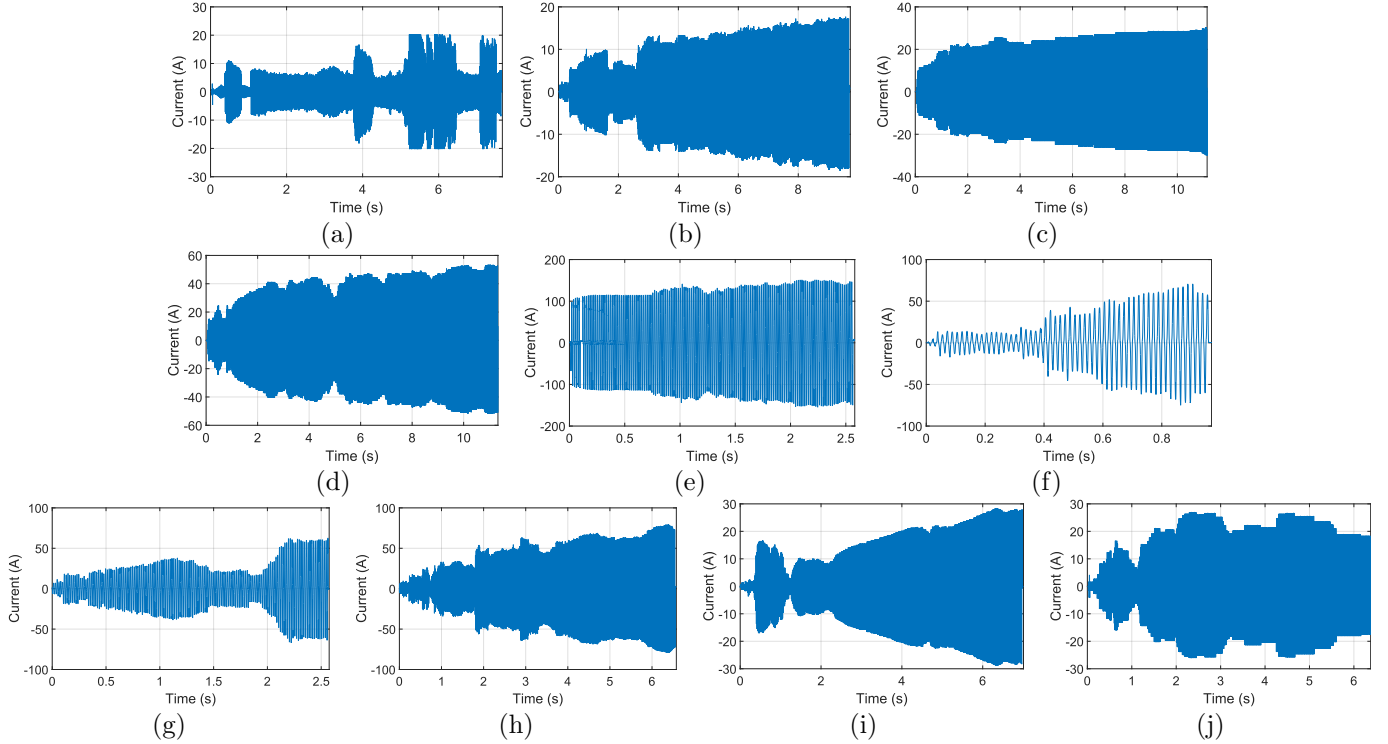 30
20
10
0
-10
-20
-30
Current (A)
0 2 4 6
Time (s)
(a)
20
10
0
-10
-20
Current (A)
0 2 4 6 8
Time (s)
(b)
40
20
0
-20
-40
Current (A)
0 2 4 6 8 10
Time (s)
(c)
60
40
20
0
-20
-40
-60
Current (A)
0 2 4 6 8 10
Time (s)
(d)
200
100
0
-100
-200
Current (A)
0 0.5 1 1.5 2 2.5
Time (s)
(e)
100
50
0
-50
-100
Current (A)
0 0.2 0.4 0.6 0.8
Time (s)
(f)
100
50
0
-50
-100
Current (A)
0 0.5 1 1.5 2 2.5
Time (s)
(g)
100
50
0
-50
-100
Current (A)
0 1 2 3 4 5 6
Time (s)
(h)
30
20
10
0
-10
-20
-30
Current (A)
0 2 4 6
Time (s)
(i)
30
20
10
0
-10
-20
-30
Current (A)
0 1 2 3 4 5 6
Time (s)
(j)